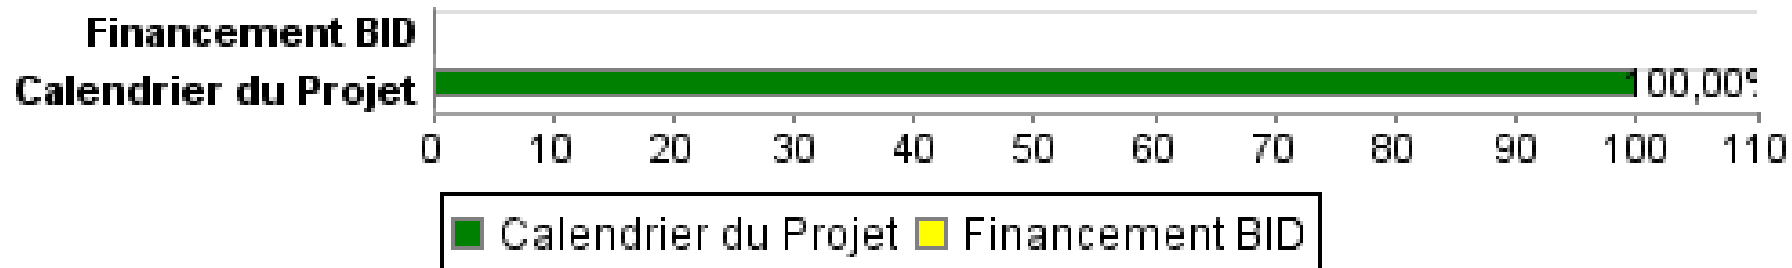 Financement BID
Calendrier du Projet
100,00%
0 10 20 30 40 50 60 70 80 90 100 110
Calendrier du Projet Financement BID